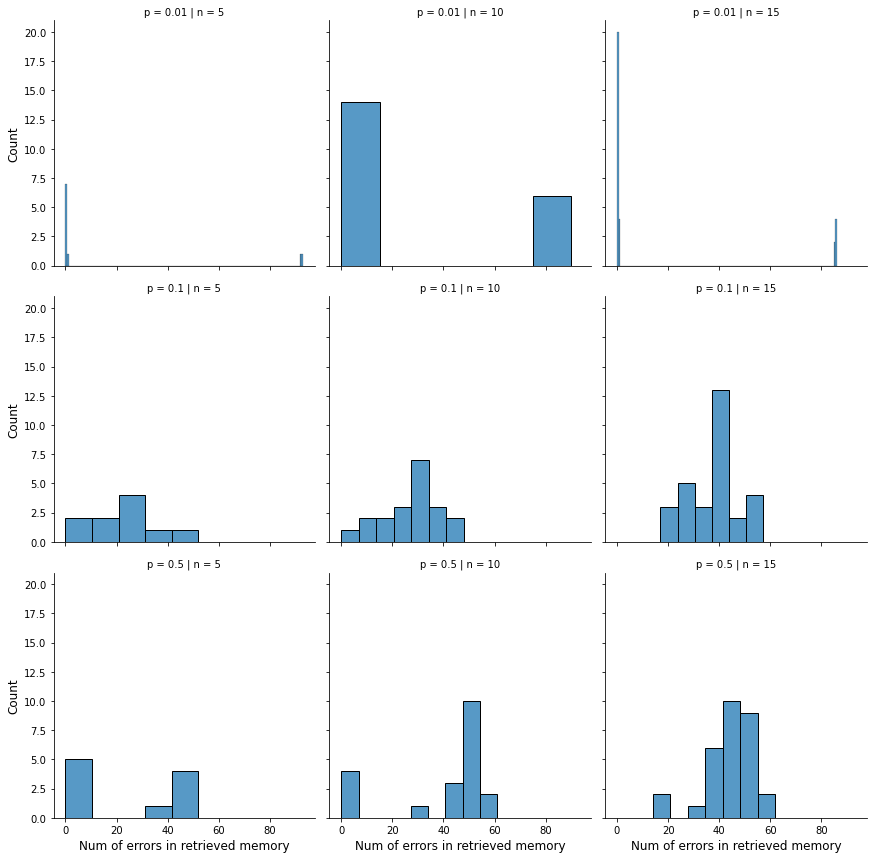 p = 0.01 | n = 5
p = 0.01 | n = 10
p = 0.01 | n = 15
20.0
17.5
15.0
12.5
10.0
7.5
5.0
2.5
0.0
Count
p = 0.1 | n = 5
p = 0.1 | n = 10
p = 0.1 | n = 15
20.0
17.5
15.0
12.5
10.0
7.5
5.0
2.5
0.0
Count
p = 0.5 | n = 5
p = 0.5 | n = 10
p = 0.5 | n = 15
20.0
17.5
15.0
12.5
10.0
7.5
5.0
2.5
0.0
Count
0 20 40 60 80
0 20 40 60 80
0 20 40 60 80
Num of errors in retrieved memory
Num of errors in retrieved memory
Num of errors in retrieved memory